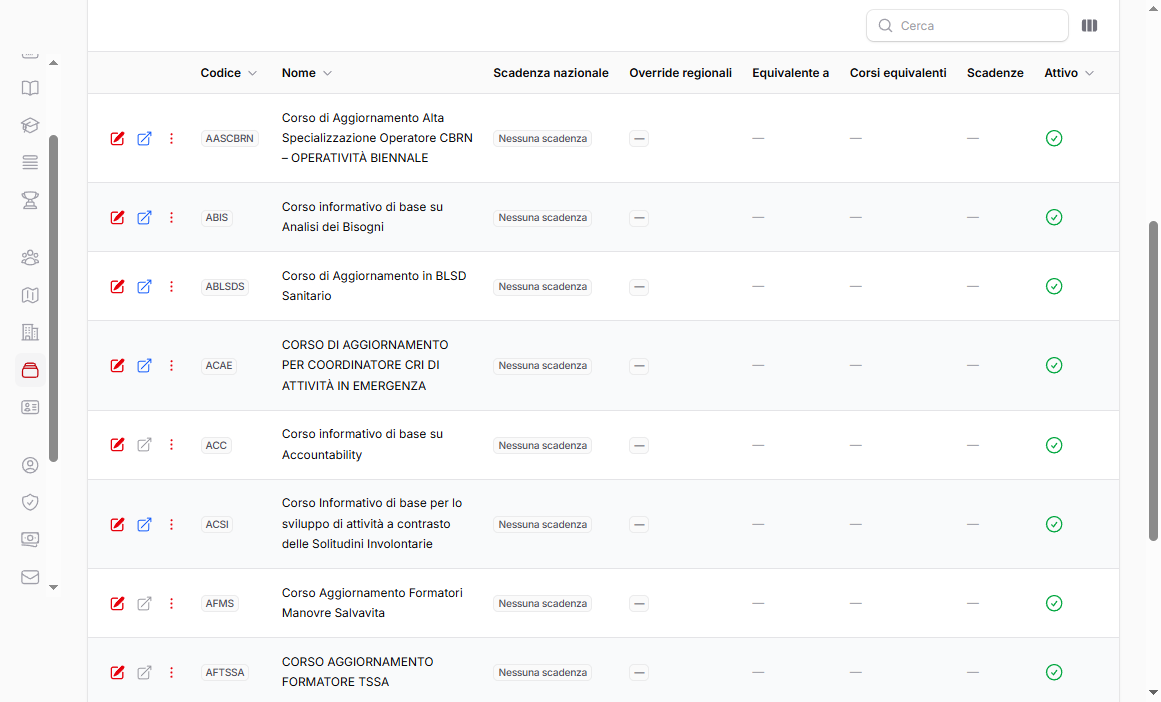 Cerca
Codice Nome Scadenza nazionale Override regionali Equivalente a Corsi equivalenti Scadenze Attivo
Corso di Aggiornamento Alta
AASCBRN Specializzazione Operatore CBRN Nessuna scadenza — — — —
– OPERATIVITÀ BIENNALE
Corso informativo di base su
ABIS Nessuna scadenza — — — —
Analisi dei Bisogni
Corso di Aggiornamento in BLSD
ABLSDS Nessuna scadenza — — — —
Sanitario
CORSO DI AGGIORNAMENTO
ACAE PER COORDINATORE CRI DI Nessuna scadenza — — — —
ATTIVITÀ IN EMERGENZA
Corso informativo di base su
ACC Nessuna scadenza — — — —
Accountability
Corso Informativo di base per lo
ACSI sviluppo di attività a contrasto Nessuna scadenza — — — —
delle Solitudini Involontarie
Corso Aggiornamento Formatori
AFMS Nessuna scadenza — — — —
Manovre Salvavita
CORSO AGGIORNAMENTO
AFTSSA Nessuna scadenza — — — —
FORMATORE TSSA